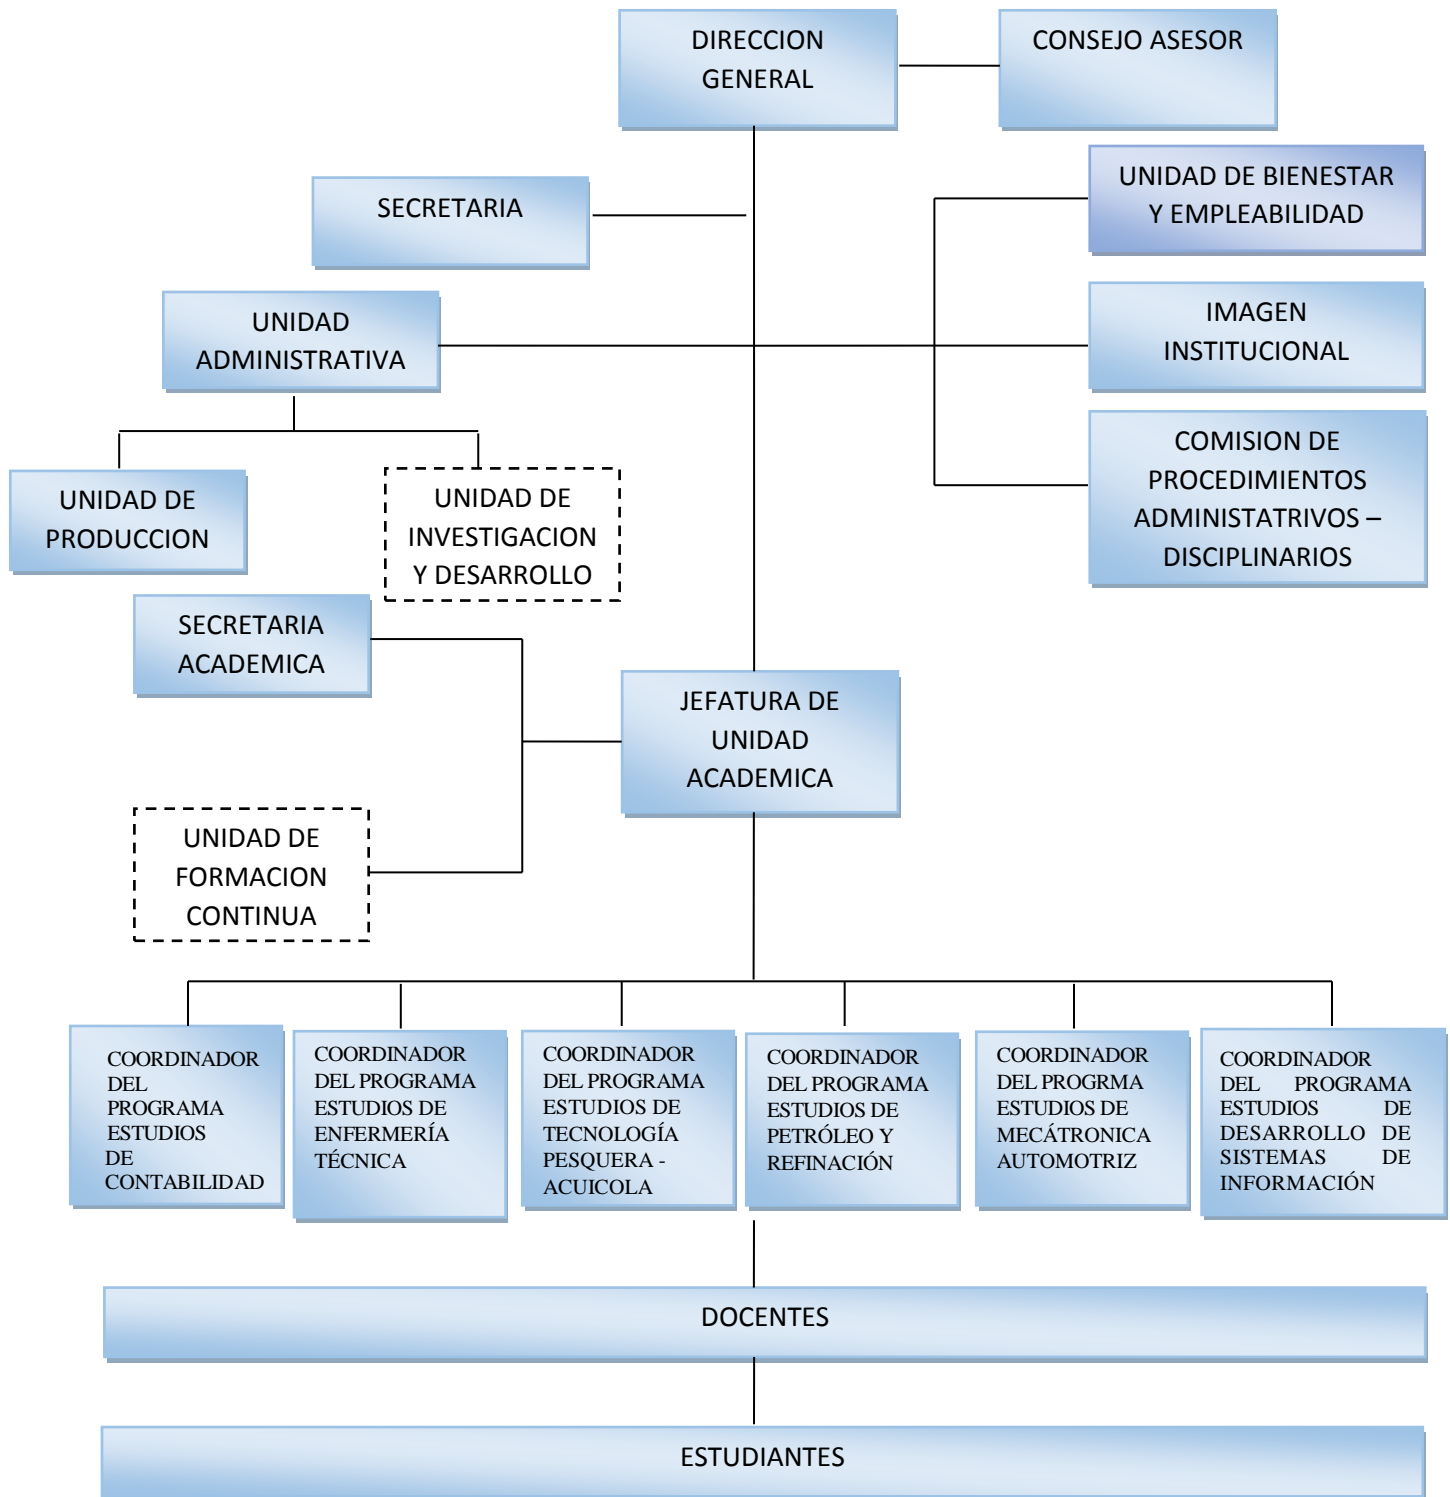 DIRECCION
GENERAL
CONSEJO ASESOR
UNIDAD DE BIENESTAR
Y EMPLEABILIDAD
SECRETARIA
UNIDAD
ADMINISTRATIVA
IMAGEN
INSTITUCIONAL
COMISION DE
PROCEDIMIENTOS
ADMINISTATRIVOS –
DISCIPLINARIOS
UNIDAD DE
PRODUCCION
UNIDAD DE
INVESTIGACION
Y DESARROLLO
SECRETARIA
ACADEMICA
JEFATURA DE
UNIDAD
ACADEMICA
UNIDAD DE
FORMACION
CONTINUA
COORDINADOR
DEL
PROGRAMA
ESTUDIOS
DE
CONTABILIDAD
COORDINADOR
DEL PROGRAMA
ESTUDIOS DE
ENFERMERÍA
TÉCNICA
COORDINADOR
DEL PROGRAMA
ESTUDIOS DE
TECNOLOGÍA
PESQUERA -
ACUICOLA
COORDINADOR
DEL PROGRAMA
ESTUDIOS DE
PETRÓLEO Y
REFINACIÓN
COORDINADOR
DEL PROGRMA
ESTUDIOS DE
MECÁTRONICA
AUTOMOTRIZ
COORDINADOR
DEL PROGRAMA
ESTUDIOS DE
DESARROLLO DE
SISTEMAS DE
INFORMACIÓN
DOCENTES
ESTUDIANTES